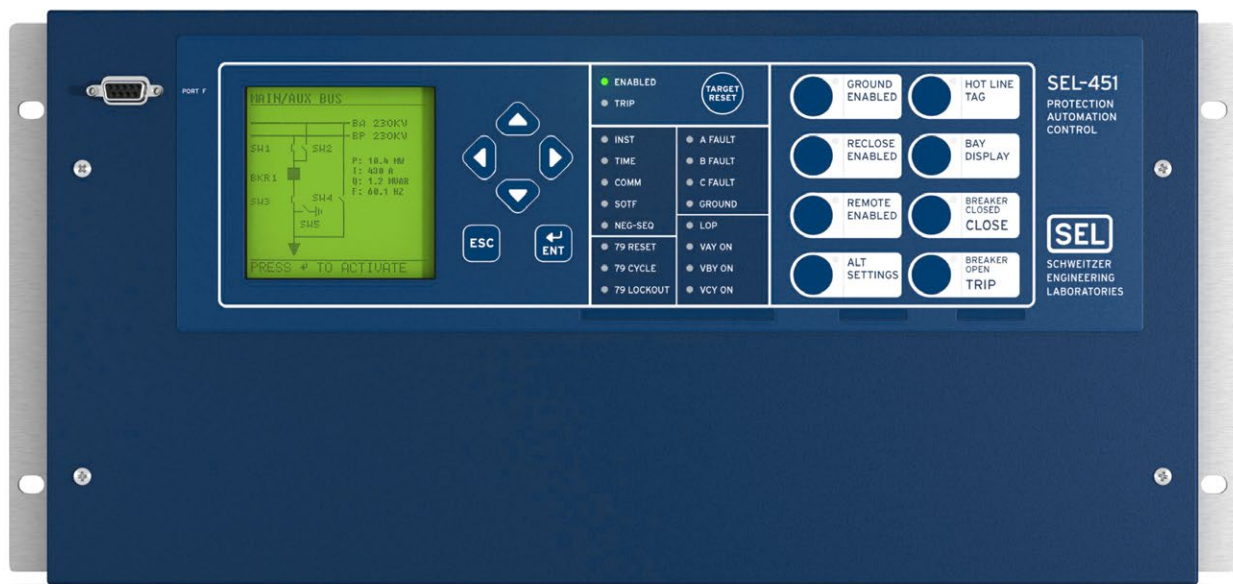 PORT F
MAIN/AUX BUS
BA 230KV
BP 230KV
SW1
SW2
P: 10.4 MW
I: 430 A
Q: 1.2 MVAR
F: 60.1 HZ
BKR1
SW3
SW4
SW5
PRESS ↵ TO ACTIVATE
ESC
ENT
ENABLED
TRIP
TARGET
RESET
INST
TIME
COMM
SOTF
NEG-SEQ
79 RESET
79 CYCLE
79 LOCKOUT
A FAULT
B FAULT
C FAULT
GROUND
LOP
VAY ON
VBY ON
VCY ON
GROUND
ENABLED
HOT LINE
TAG
RECLOSE
ENABLED
BAY
DISPLAY
REMOTE
ENABLED
BREAKER
CLOSED
CLOSE
ALT
SETTINGS
BREAKER
OPEN
TRIP
SEL-451
PROTECTION
AUTOMATION
CONTROL
SEL
SCHWEITZER
ENGINEERING
LABORATORIES